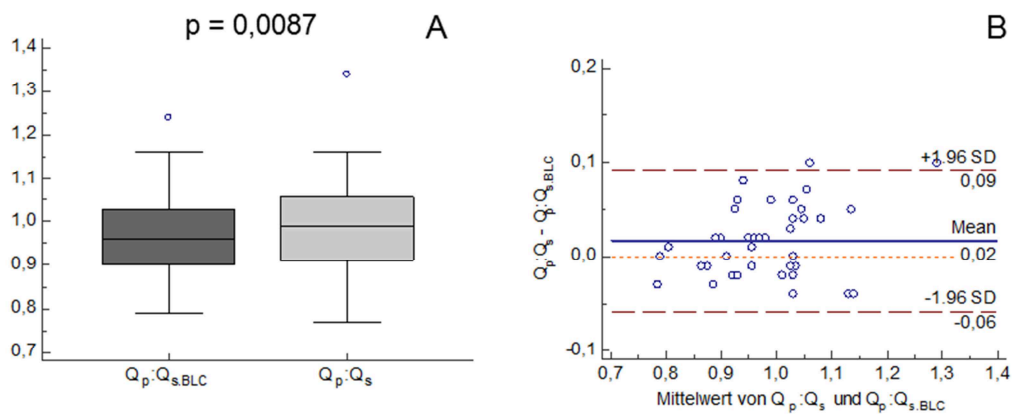 p = 0,0087
A
1,4
1,3
1,2
1,1
1,0
0,9
0,8
0,7
Qp:Qs.BLC
Qp:Qs
B
Qp:Qs - Qp:Qs.BLC
0,2
0,1
0,0
-0,1
+1.96 SD
0,09
Mean
0,02
-1.96 SD
-0,06
0,7 0,8 0,9 1,0 1,1 1,2 1,3 1,4
Mittelwert von Qp:Qs und Qp:Qs.BLC